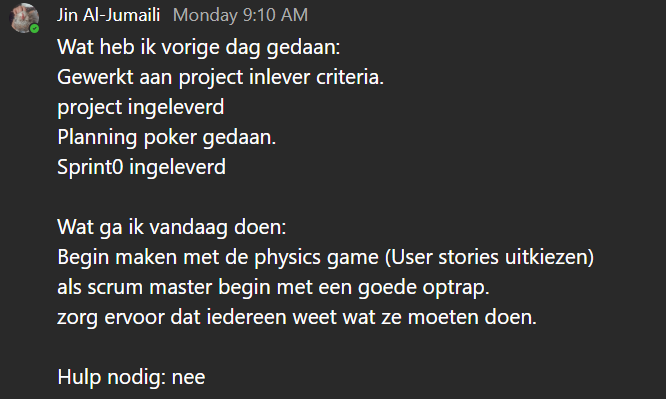 Jin Al-Jumaili Monday 9:10 AM
Wat heb ik vorige dag gedaan:
Gewerkt aan project inlever criteria.
project ingeleverd
Planning poker gedaan.
Sprint0 ingeleverd
Wat ga ik vandaag doen:
Begin maken met de physics game (User stories uitkiezen)
als scrum master begin met een goede optrap.
zorg ervoor dat iedereen weet wat ze moeten doen.
Hulp nodig: nee